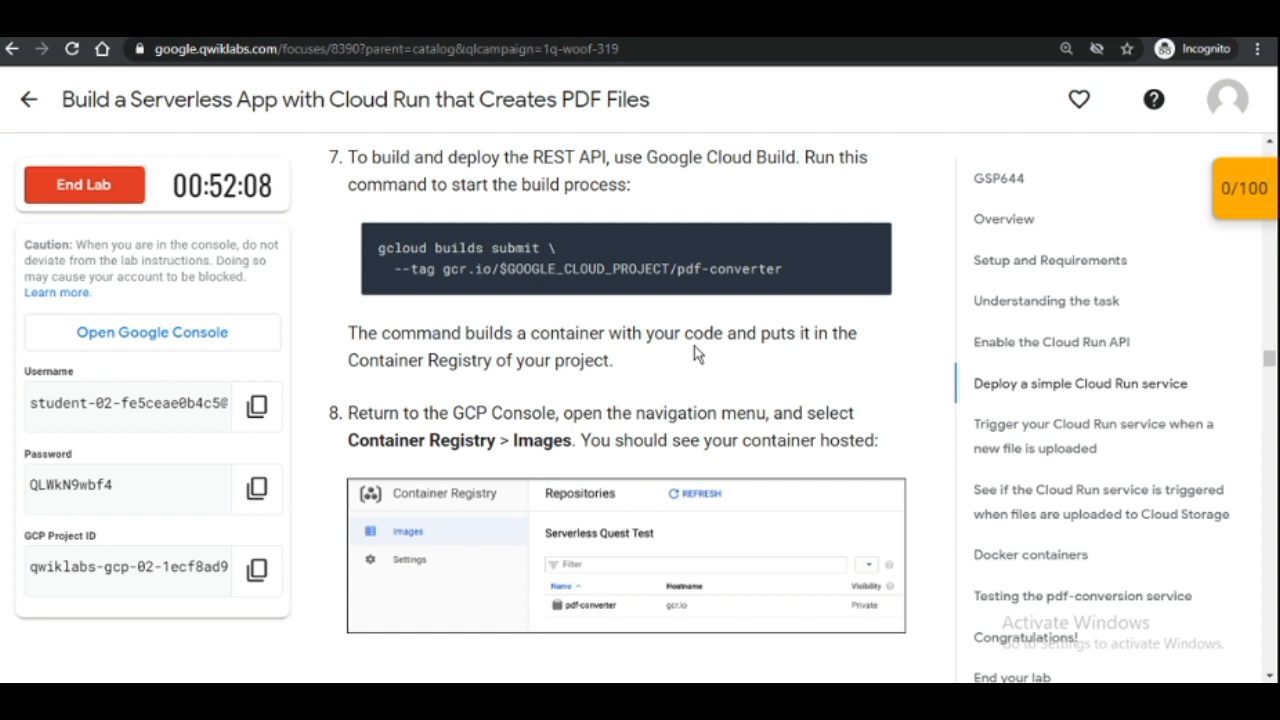 google.qwiklabs.com/focuses/8390?parent=catalog&qlcampaign=1q-woof-319
Incognito
Build a Serverless App with Cloud Run that Creates PDF Files
End Lab
00:52:08
Caution: When you are in the console, do not
deviate from the lab instructions. Doing so
may cause your account to be blocked.
Learn more.
Open Google Console
Username
student-02-fe5ceae0b4c5@
Password
QLWkN9wbf4
GCP Project ID
qwiklabs-gcp-02-1ecf8ad9
7. To build and deploy the REST API, use Google Cloud Build. Run this
command to start the build process:
gcloud builds submit \
--tag gcr.io/$GOOGLE_CLOUD_PROJECT/pdf-converter
The command builds a container with your code and puts it in the
Container Registry of your project.
8. Return to the GCP Console, open the navigation menu, and select
Container Registry > Images. You should see your container hosted:
Container Registry
Repositories
REFRESH
Images
Settings
Serverless Quest Test
Filter
Name
Hostname
Visibility
pdf-converter
gcr.io
Private
GSP644
0/100
Overview
Setup and Requirements
Understanding the task
Enable the Cloud Run API
Deploy a simple Cloud Run service
Trigger your Cloud Run service when a
new file is uploaded
See if the Cloud Run service is triggered
when files are uploaded to Cloud Storage
Docker containers
Testing the pdf-conversion service
Activate Windows
Congratulations!
Go to Settings to activate Windows.
End your lab